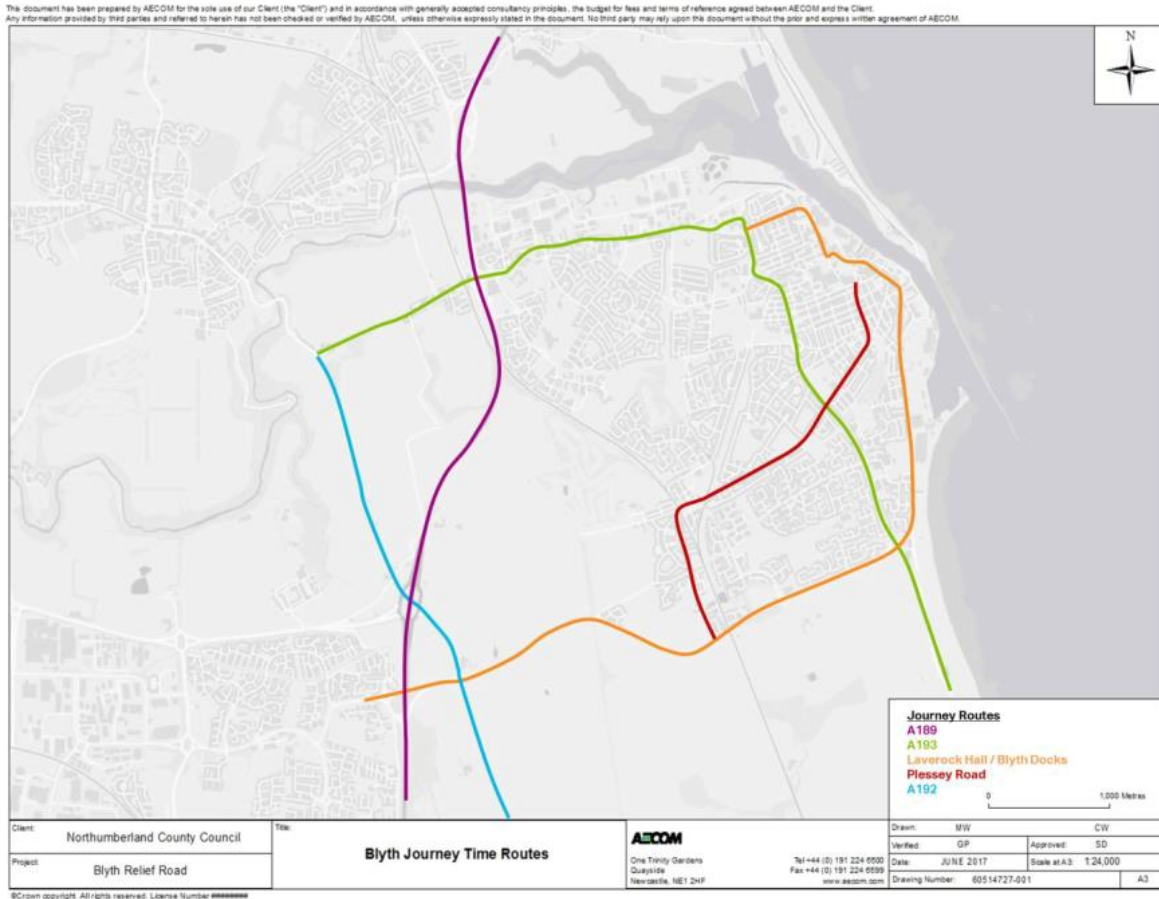 This document has been prepared by AECOM for the sole use of our Client (the "Client") and in accordance with generally accepted consultancy principles, the budget for fees and terms of reference agreed between AECOM and the Client.
Any information provided by third parties and referred to herein has not been checked or verified by AECOM, unless otherwise expressly stated in the document. No third party may rely upon this document without the prior and express written agreement of AECOM.
N
Journey Routes
A189
A193
Laverock Hall / Blyth Docks
Plessey Road
A192
0 1,000 Metres
Client:
Northumberland County Council
Project:
Blyth Relief Road
Title:
Blyth Journey Time Routes
AECOM
One Trinity Gardens
Quayside
Newcastle, NE1 2HF
Tel +44 (0) 191 224 6500
Fax +44 (0) 191 224 6599
www.aecom.com
Drawn: MW CW
Verified: GP Approved: SD
Date: JUNE 2017 Scale at A3: 1:24,000
Drawing Number: 60514727-001 A3
©Crown copyright. All rights reserved. License Number #########